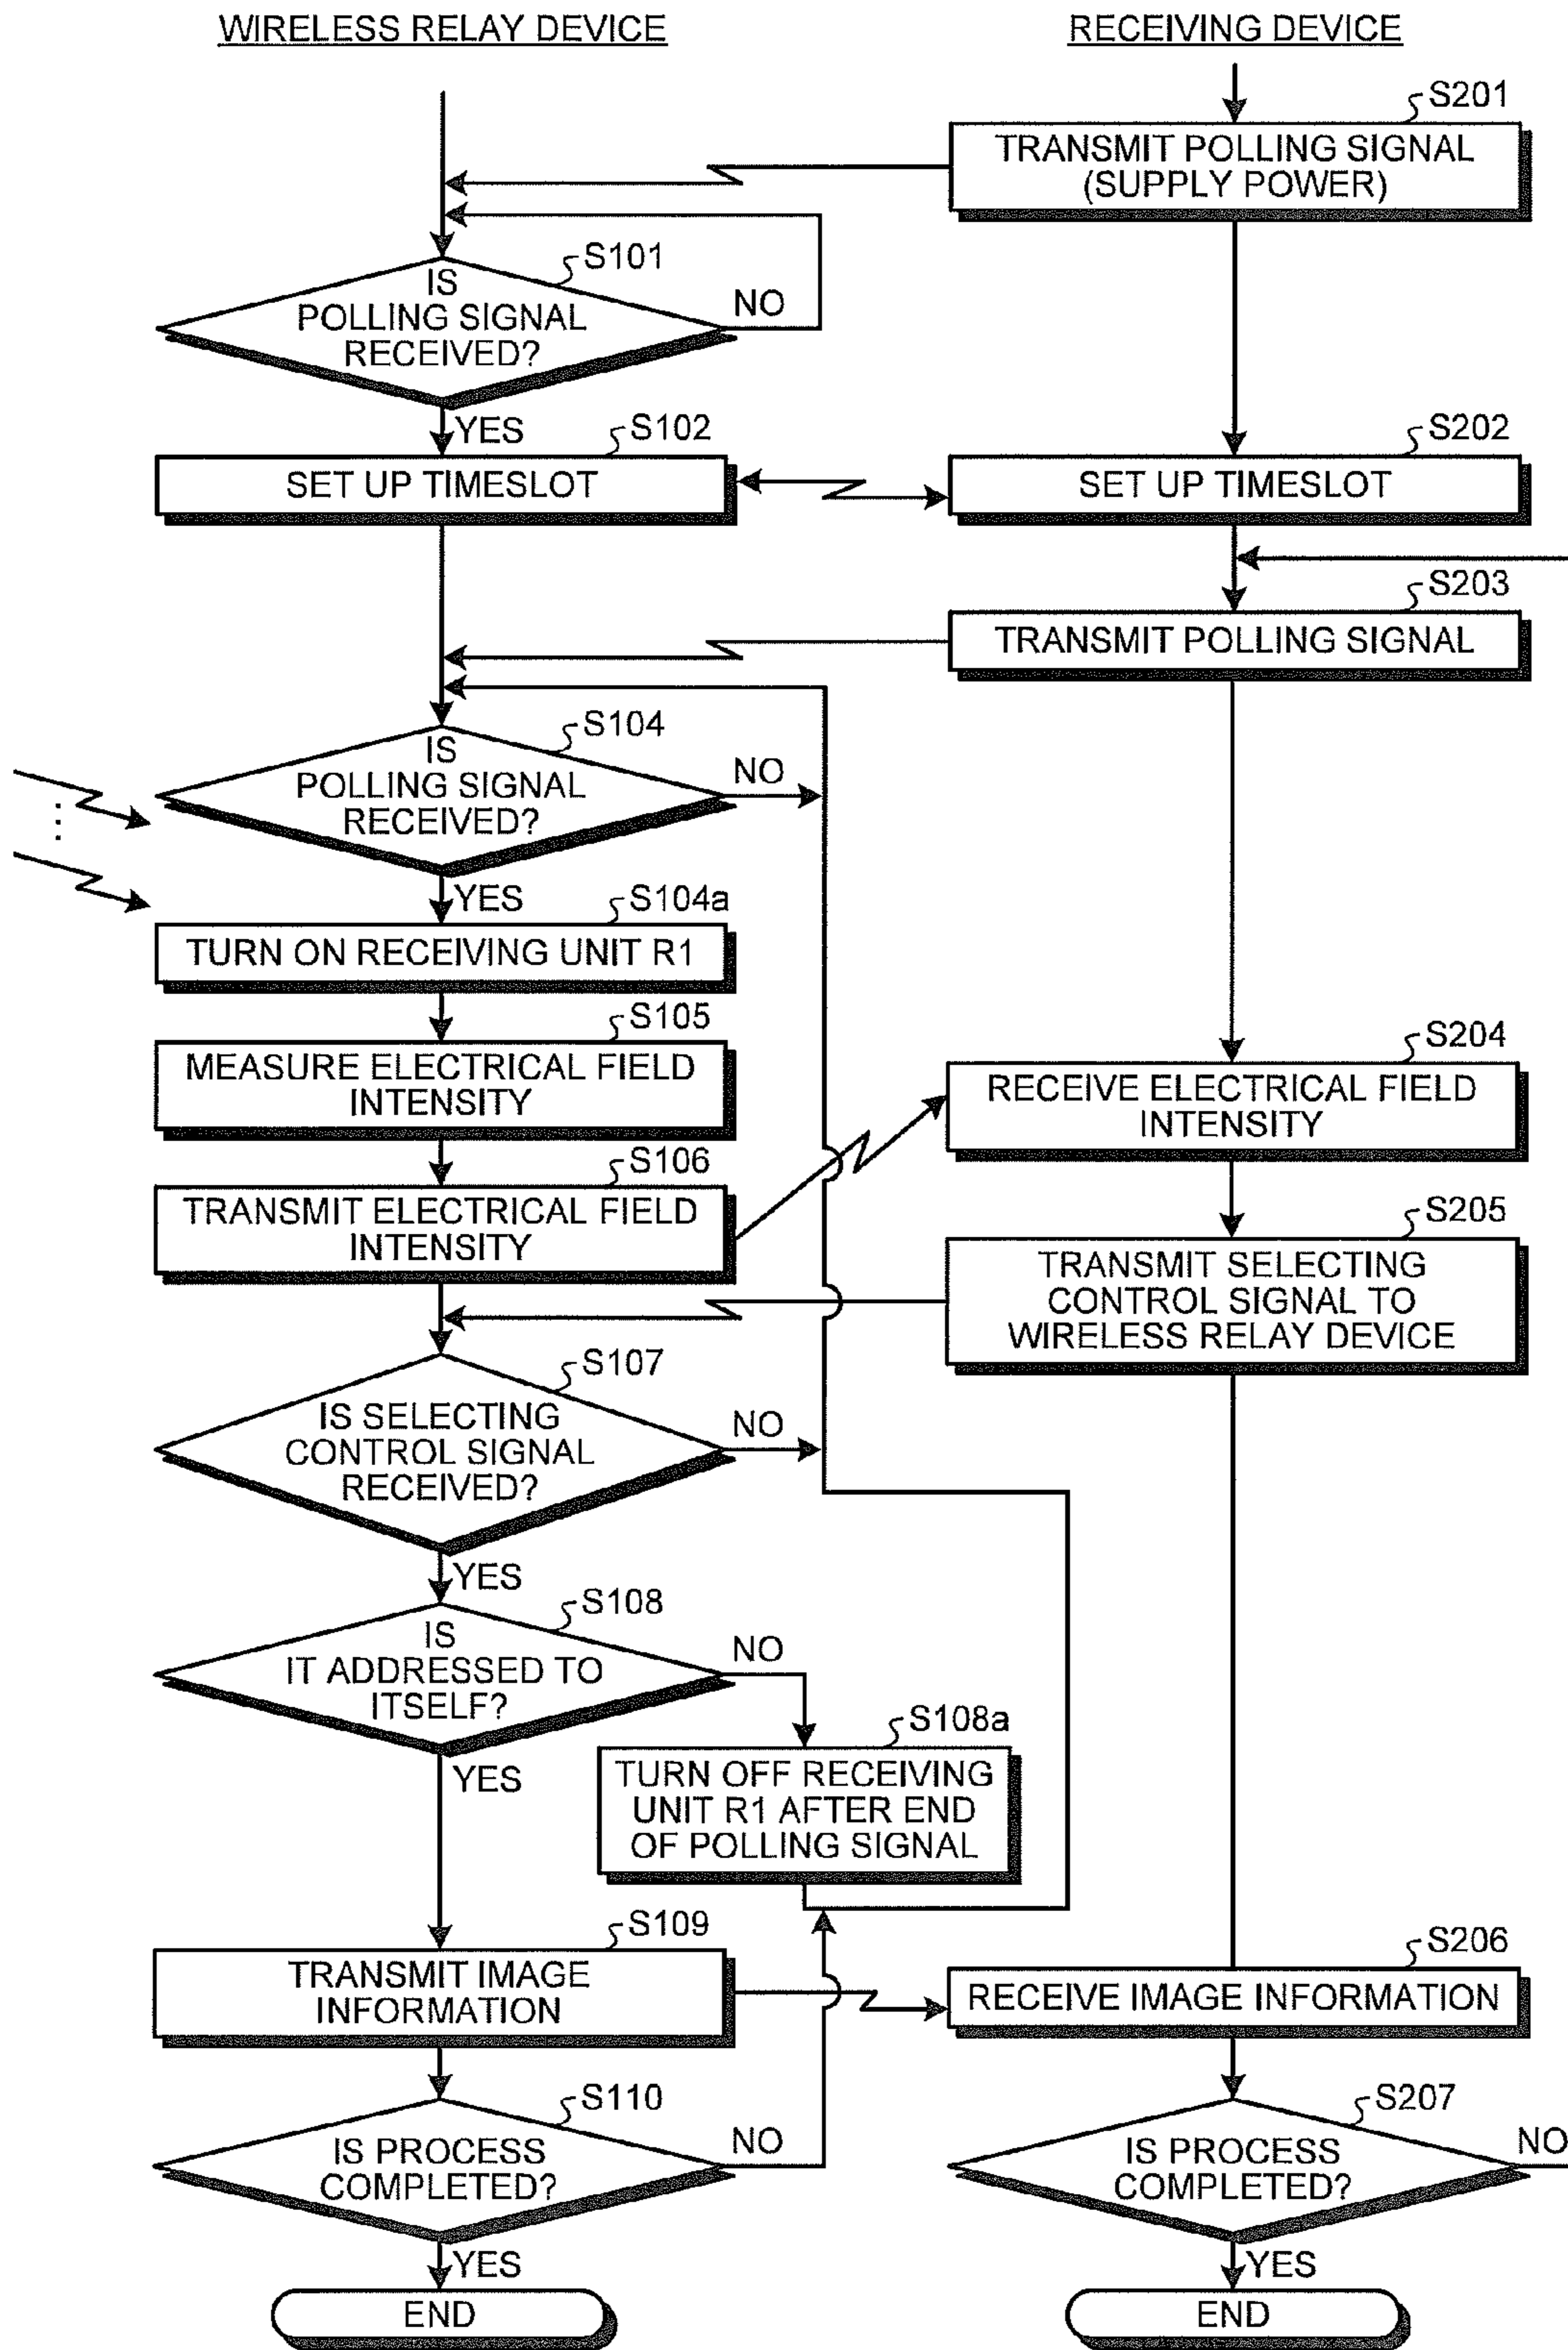 WIRELESS RELAY DEVICE
RECEIVING DEVICE
S201
TRANSMIT POLLING SIGNAL
(SUPPLY POWER)
S101
IS
POLLING SIGNAL
RECEIVED?
NO
YES
S102
SET UP TIMESLOT
S202
SET UP TIMESLOT
S203
TRANSMIT POLLING SIGNAL
S104
IS
POLLING SIGNAL
RECEIVED?
NO
YES
S104a
TURN ON RECEIVING UNIT R1
S105
MEASURE ELECTRICAL FIELD
INTENSITY
S204
RECEIVE ELECTRICAL FIELD
INTENSITY
S106
TRANSMIT ELECTRICAL FIELD
INTENSITY
S205
TRANSMIT SELECTING
CONTROL SIGNAL TO
WIRELESS RELAY DEVICE
S107
IS SELECTING
CONTROL SIGNAL
RECEIVED?
NO
YES
S108
IS
IT ADDRESSED TO
ITSELF?
NO
YES
S108a
TURN OFF RECEIVING
UNIT R1 AFTER END
OF POLLING SIGNAL
S109
TRANSMIT IMAGE
INFORMATION
S206
RECEIVE IMAGE INFORMATION
S110
IS PROCESS
COMPLETED?
NO
YES
END
S207
IS PROCESS
COMPLETED?
NO
YES
END